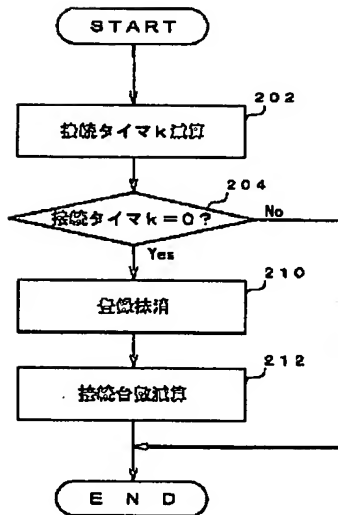 START
202
接続タイマk減算
204
接続タイマk=0?
No
Yes
210
登録抹消
212
接続台数減算
END